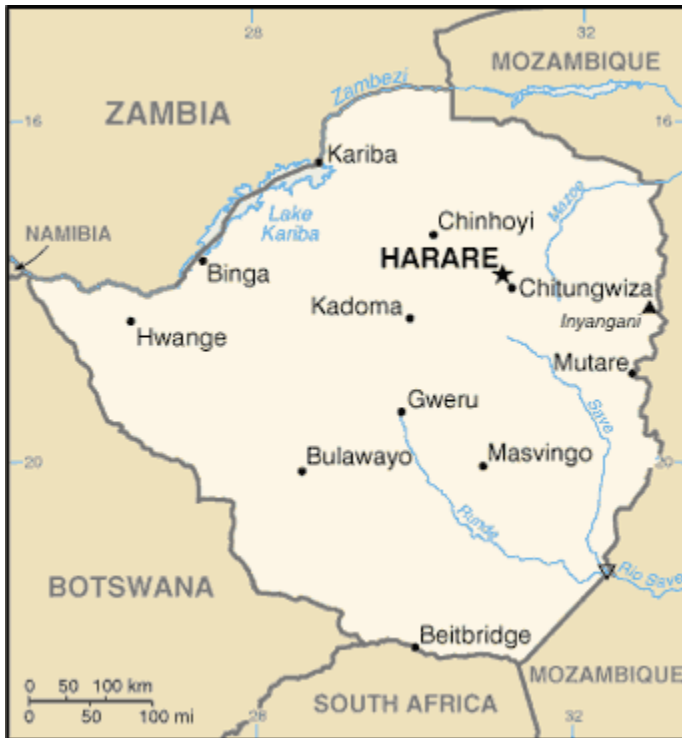 28
32
MOZAMBIQUE
Zambezi
ZAMBIA
16
16
Kariba
Lake
Kariba
Mazoe
Chinhoyi
NAMIBIA
HARARE
Binga
Chitungwiza
Kadoma
Inyangani
Hwange
Mutare
Gweru
Save
Bulawayo
Masvingo
20
20
Runde
Rio Save
BOTSWANA
Beitbridge
MOZAMBIQUE
0 50 100 km
SOUTH AFRICA
0 50 100 mi
28
32